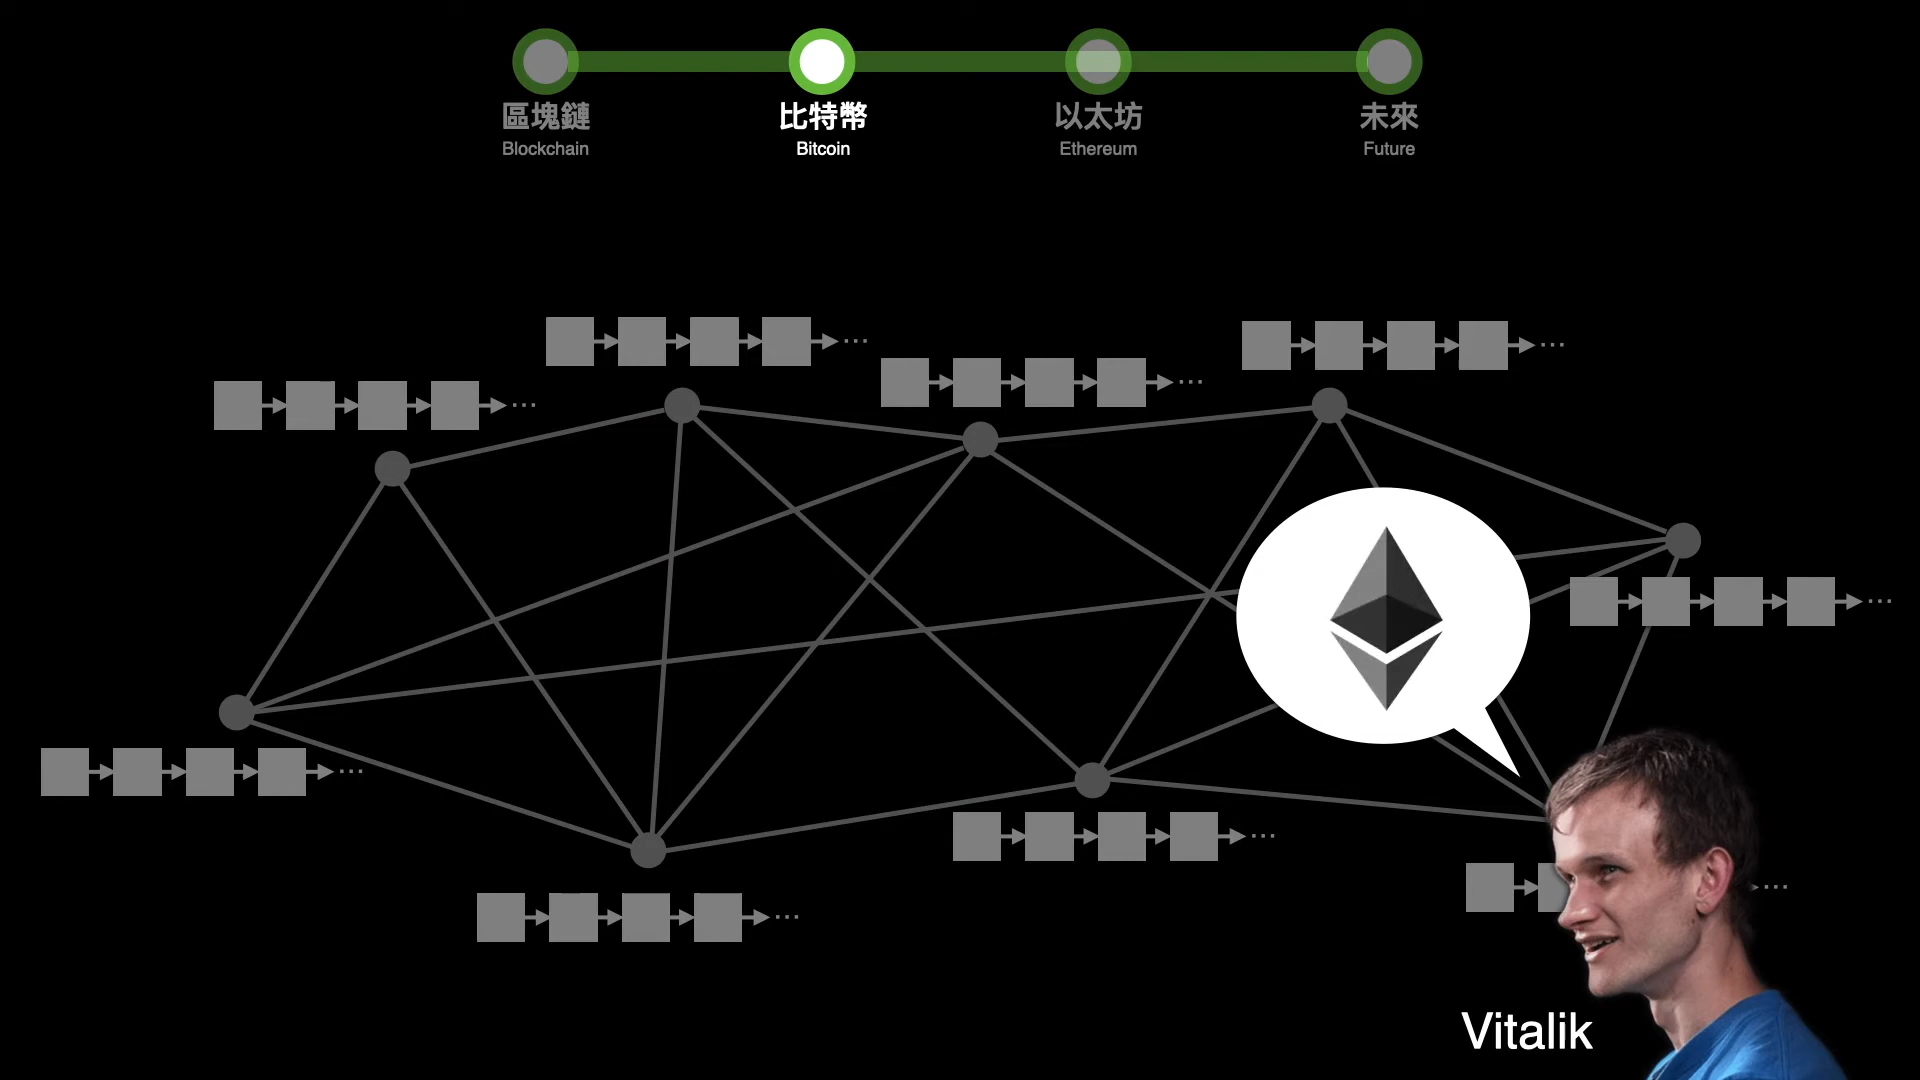 區塊鏈
Blockchain
比特幣
Bitcoin
以太坊
Ethereum
未來
Future
Vitalik